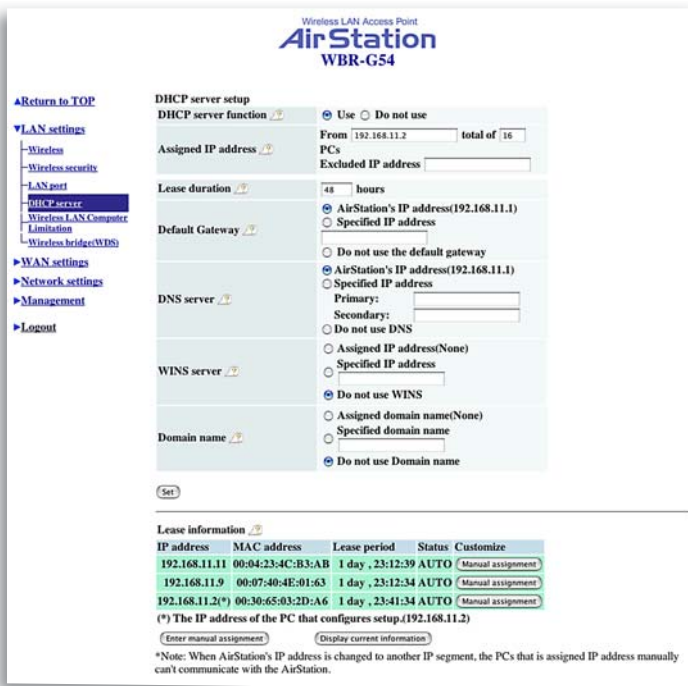 Wireless LAN Access Point
AirStation
WBR-G54
▲Return to TOP
▼LAN settings
Wireless
Wireless security
LAN port
DHCP server
Wireless LAN Computer
Limitation
Wireless bridge(WDS)
▶WAN settings
▶Network settings
▶Management
▶Logout
DHCP server setup
DHCP server function ? Use Do not use
Assigned IP address ? From 192.168.11.2 total of 16
PCs
Excluded IP address
Lease duration ? 48 hours
Default Gateway ?
AirStation's IP address(192.168.11.1)
Specified IP address
Do not use the default gateway
DNS server ?
AirStation's IP address(192.168.11.1)
Specified IP address
Primary:
Secondary:
Do not use DNS
WINS server ?
Assigned IP address(None)
Specified IP address
Do not use WINS
Domain name ?
Assigned domain name(None)
Specified domain name
Do not use Domain name
Set
Lease information ?
IP address MAC address Lease period Status Customize
192.168.11.11 00:04:23:4C:B3:AB 1 day , 23:12:39 AUTO Manual assignment
192.168.11.9 00:07:40:4E:01:63 1 day , 23:12:34 AUTO Manual assignment
192.168.11.2(*) 00:30:65:03:2D:A6 1 day , 23:41:34 AUTO Manual assignment
(*) The IP address of the PC that configures setup.(192.168.11.2)
Enter manual assignment Display current information
*Note: When AirStation's IP address is changed to another IP segment, the PCs that is assigned IP address manually
can't communicate with the AirStation.